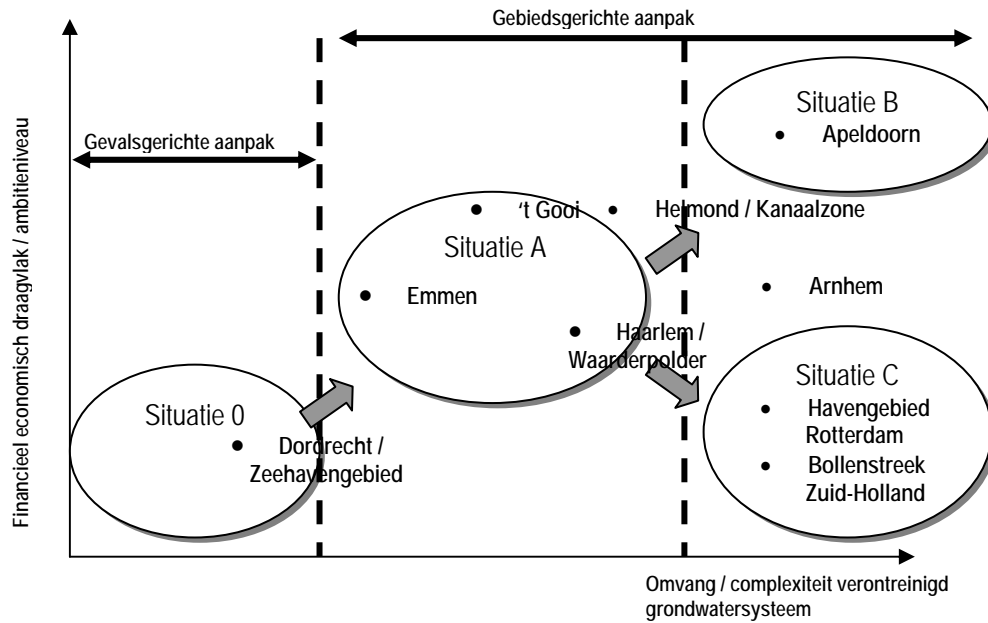 Gebiedsgerichte aanpak
Situatie B
Apeldoorn
Gevalsgerichte aanpak
‘t Gooi
Helmond / Kanaalzone
Situatie A
Emmen
Arnhem
Haarlem /
Waarderpolder
Situatie C
Havengebied
Rotterdam
Bollenstreek
Zuid-Holland
Situatie 0
Dordrecht /
Zeehavengebied
Financieel economisch draagvlak / ambitieniveau
Omvang / complexiteit verontreinigd
grondwatersysteem